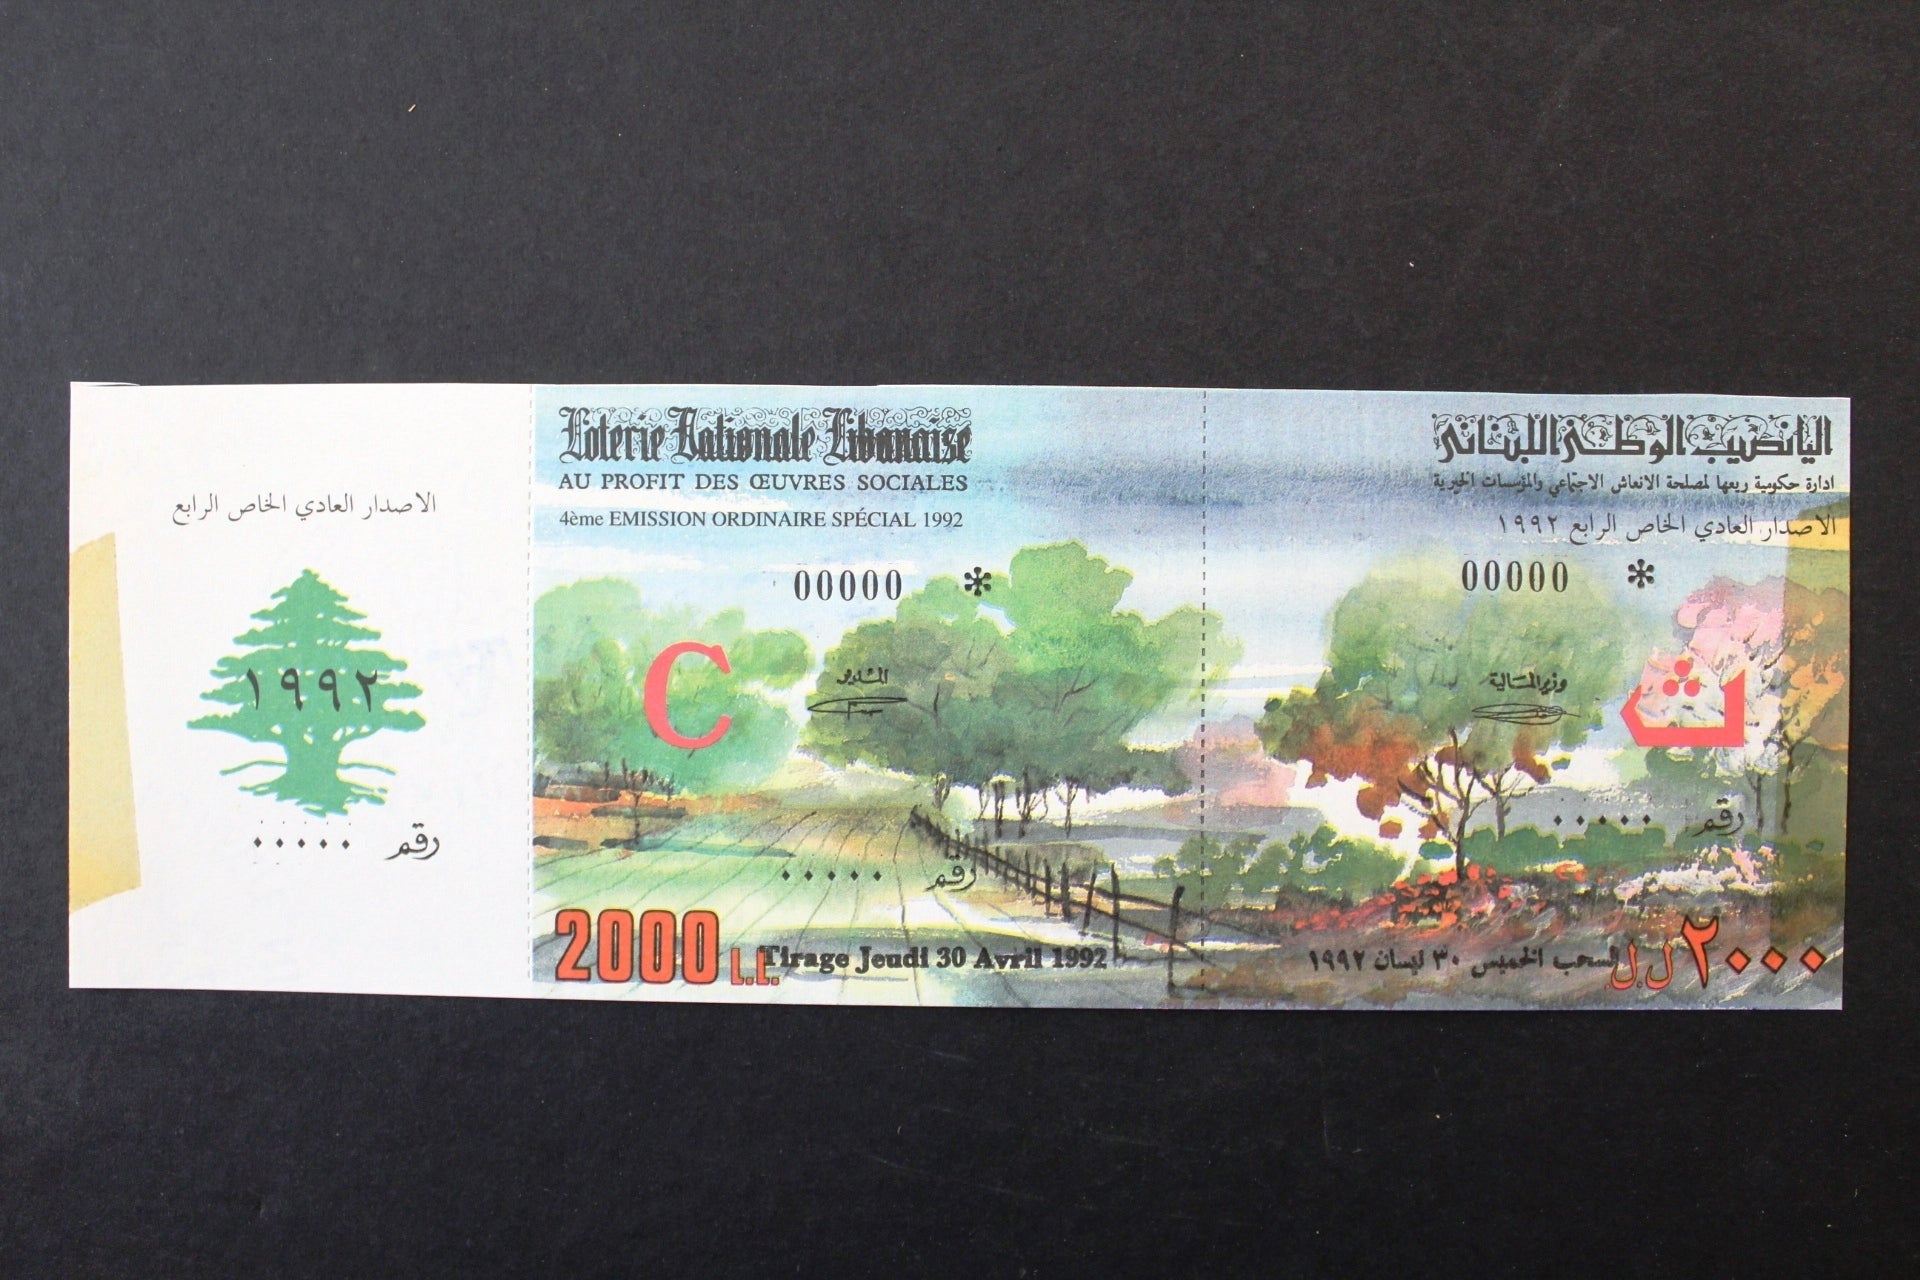 الاصدار العادي الخاص الرابع
١٩٩٢
رقم ٠٠٠٠٠
Loterie Nationale Libanaise
AU PROFIT DES ŒUVRES SOCIALES
4ème EMISSION ORDINAIRE SPÉCIAL 1992
00000 *
C
المدير
رقم ٠٠٠٠٠
2000 L.L.
Tirage Jeudi 30 Avril 1992
اليانصيب الوطني اللبناني
ادارة حكومية ريعها لمصلحة الانعاش الاجتماعي والمؤسسات الخيرية
الاصدار العادي الخاص الرابع ١٩٩٢
00000 *
وزير المالية
ث
رقم ٠٠٠٠٠
٢٠٠٠ ل.ل.
السحب الخميس ٣٠ نيسان ١٩٩٢